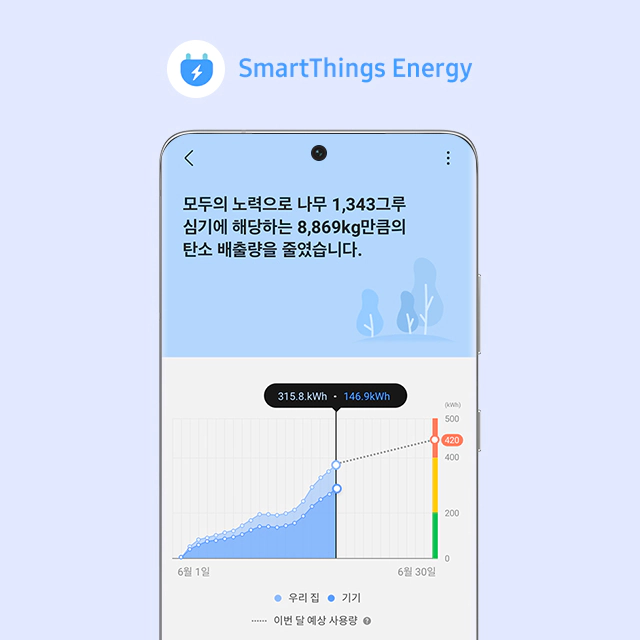 SmartThings Energy
모두의 노력으로 나무 1,343그루
심기에 해당하는 8,869kg만큼의
탄소 배출량을 줄였습니다.
315.8.kWh • 146.9kWh
(kWh)
500
420
400
200
0
6월 1일 6월 30일
우리 집 기기
이번 달 예상 사용량 ?